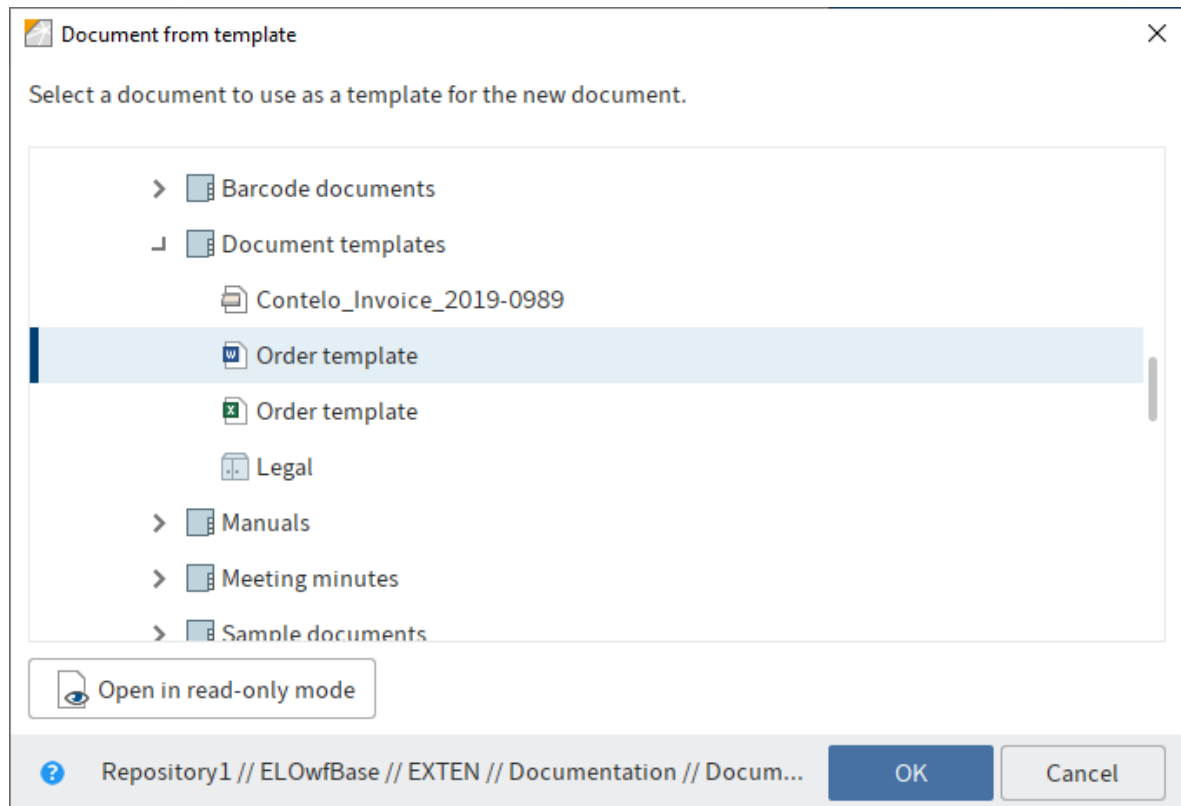 Document from template
Select a document to use as a template for the new document.
Barcode documents
Document templates
Contelo_Invoice_2019-0989
Order template
Order template
Legal
Manuals
Meeting minutes
Sample documents
Open in read-only mode
Repository1 // ELOwfBase // EXTEN // Documentation // Docum...
OK
Cancel